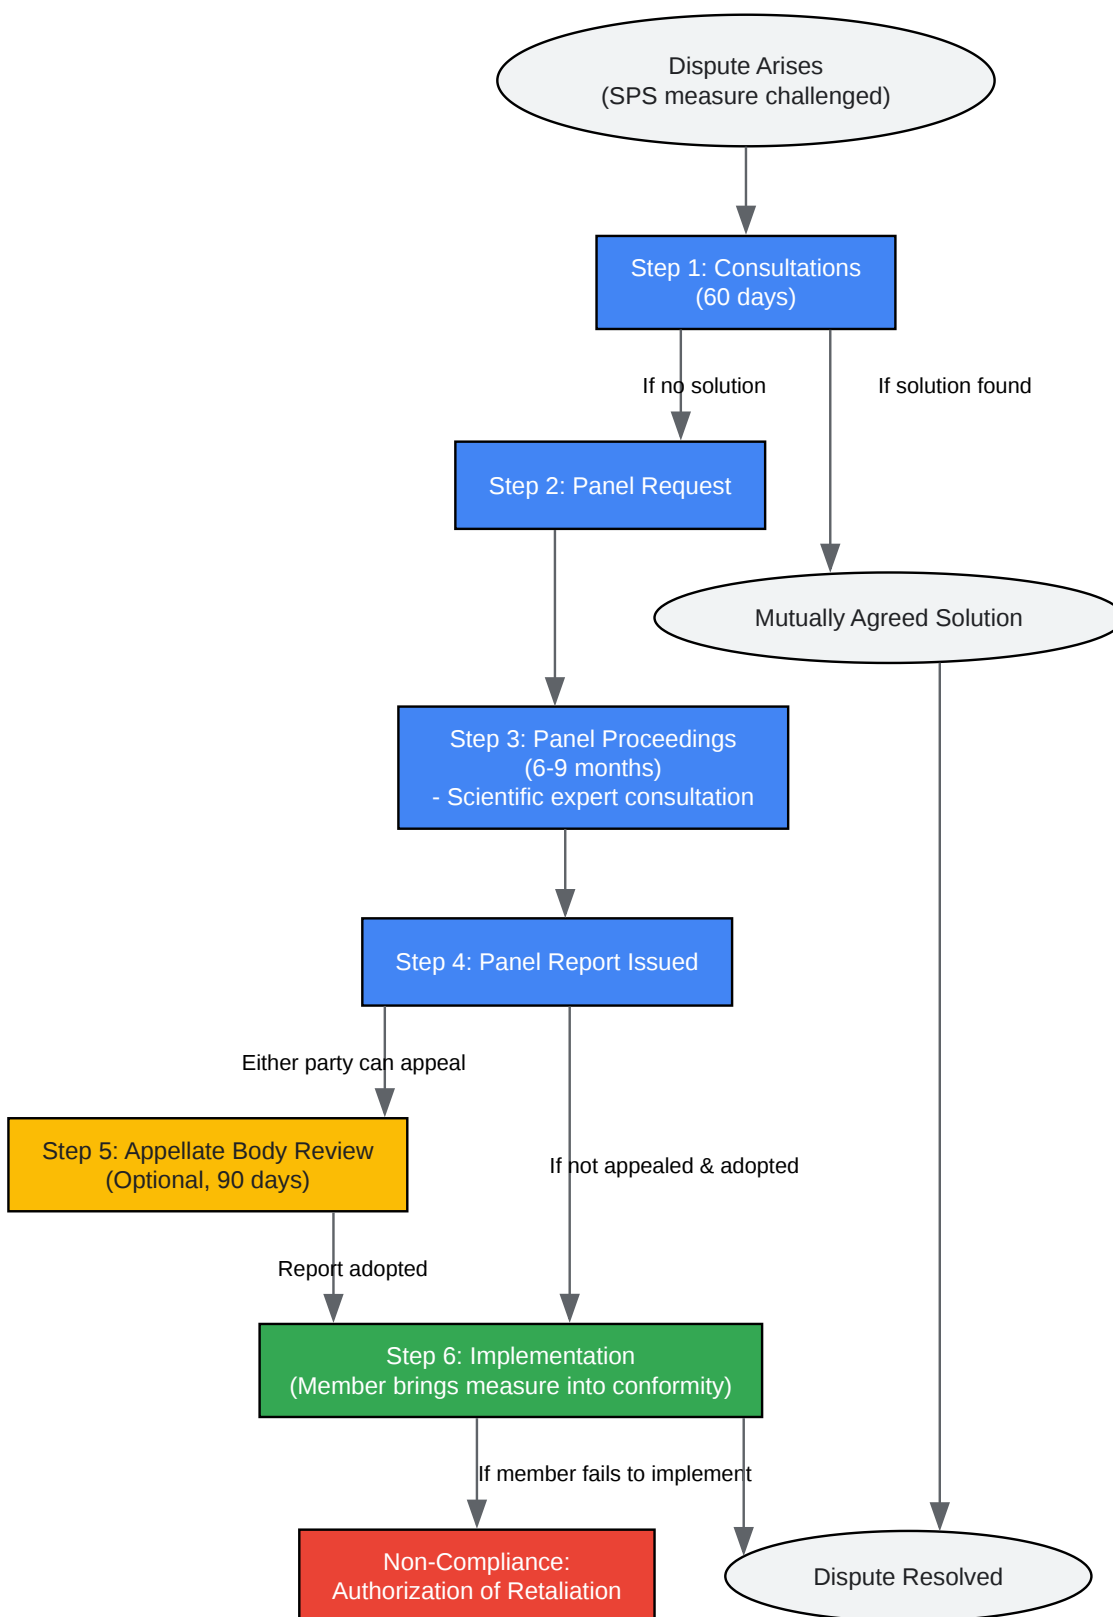 Dispute Arises
(SPS measure challenged)
Step 1: Consultations
(60 days)
If no solution
If solution found
Step 2: Panel Request
Mutually Agreed Solution
Step 3: Panel Proceedings
(6-9 months)
- Scientific expert consultation
Step 4: Panel Report Issued
Either party can appeal
Step 5: Appellate Body Review
(Optional, 90 days)
If not appealed & adopted
Report adopted
Step 6: Implementation
(Member brings measure into conformity)
If member fails to implement
Non-Compliance:
Authorization of Retaliation
Dispute Resolved